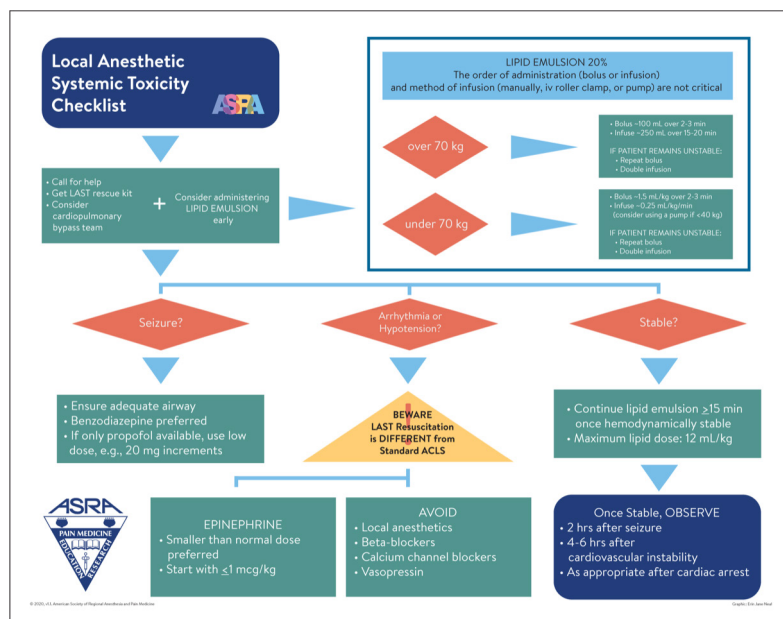 Local Anesthetic
Systemic Toxicity
Checklist
ASRA
LIPID EMULSION 20%
The order of administration (bolus or infusion)
and method of infusion (manually, iv roller clamp, or pump) are not critical
over 70 kg
• Bolus ~100 mL over 2-3 min
• Infuse ~250 mL over 15-20 min
IF PATIENT REMAINS UNSTABLE:
• Repeat bolus
• Double infusion
under 70 kg
• Bolus ~1.5 mL/kg over 2-3 min
• Infuse ~0.25 mL/kg/min
(consider using a pump if <40 kg)
IF PATIENT REMAINS UNSTABLE:
• Repeat bolus
• Double infusion
• Call for help
• Get LAST rescue kit
• Consider
cardiopulmonary
bypass team
+
Consider administering
LIPID EMULSION
early
Seizure?
Arrhythmia or
Hypotension?
Stable?
• Ensure adequate airway
• Benzodiazepine preferred
• If only propofol available, use low
dose, e.g., 20 mg increments
!
BEWARE
LAST Resuscitation
is DIFFERENT from
Standard ACLS
• Continue lipid emulsion ≥15 min
once hemodynamically stable
• Maximum lipid dose: 12 mL/kg
ASRA
PAIN MEDICINE
EDUCATION
RESEARCH
EPINEPHRINE
• Smaller than normal dose
preferred
• Start with ≤1 mcg/kg
AVOID
• Local anesthetics
• Beta-blockers
• Calcium channel blockers
• Vasopressin
Once Stable, OBSERVE
• 2 hrs after seizure
• 4-6 hrs after
cardiovascular instability
• As appropriate after cardiac arrest
American Society of Regional Anesthesia and Pain Medicine